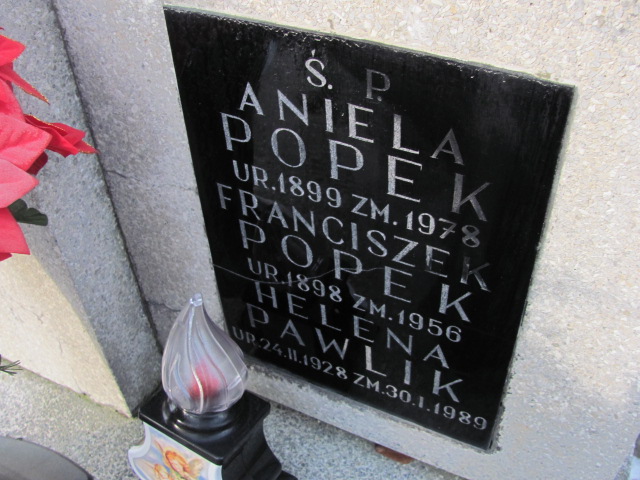 Ś. P.
ANIELA
POPEK
UR. 1899 ZM. 1978
FRANCISZEK
POPEK
UR. 1898 ZM. 1956
HELENA
PAWLIK
UR. 24.II.1928 ZM. 30.I.1989